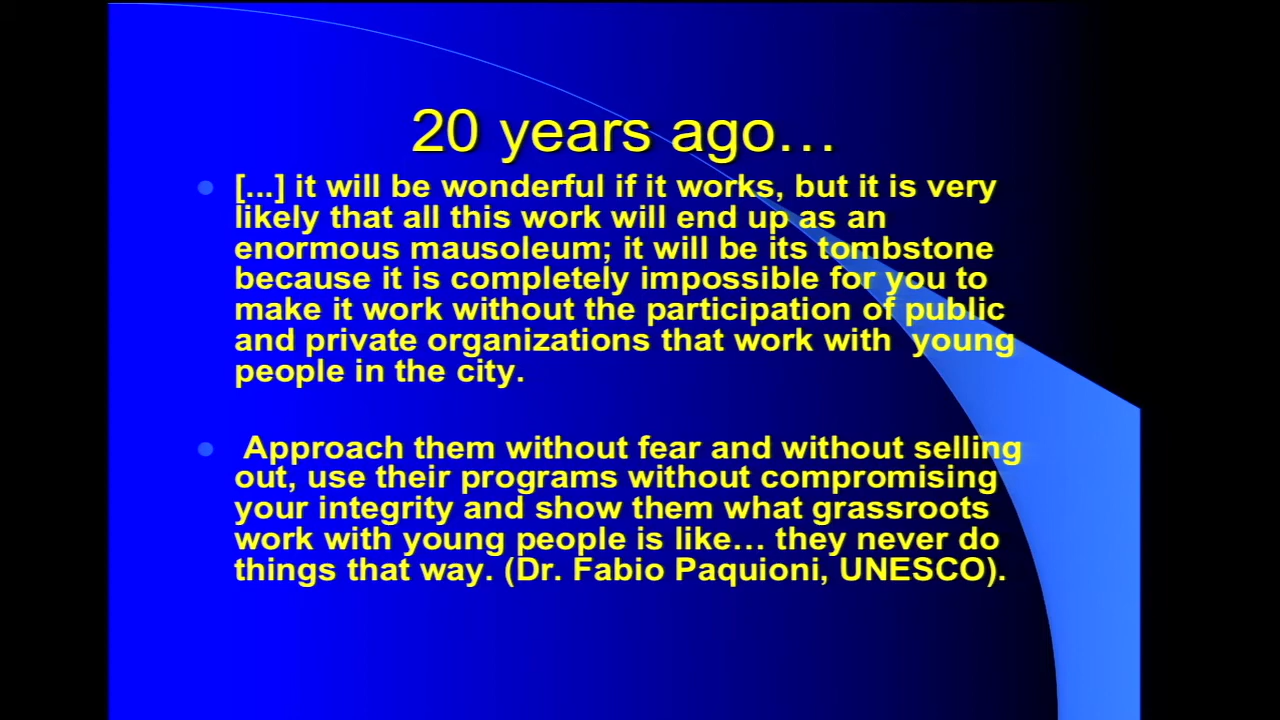 20 years ago…
[...] it will be wonderful if it works, but it is very
likely that all this work will end up as an
enormous mausoleum; it will be its tombstone
because it is completely impossible for you to
make it work without the participation of public
and private organizations that work with  young
people in the city.
Approach them without fear and without selling
out, use their programs without compromising
your integrity and show them what grassroots
work with young people is like… they never do
things that way. (Dr. Fabio Paquioni, UNESCO).